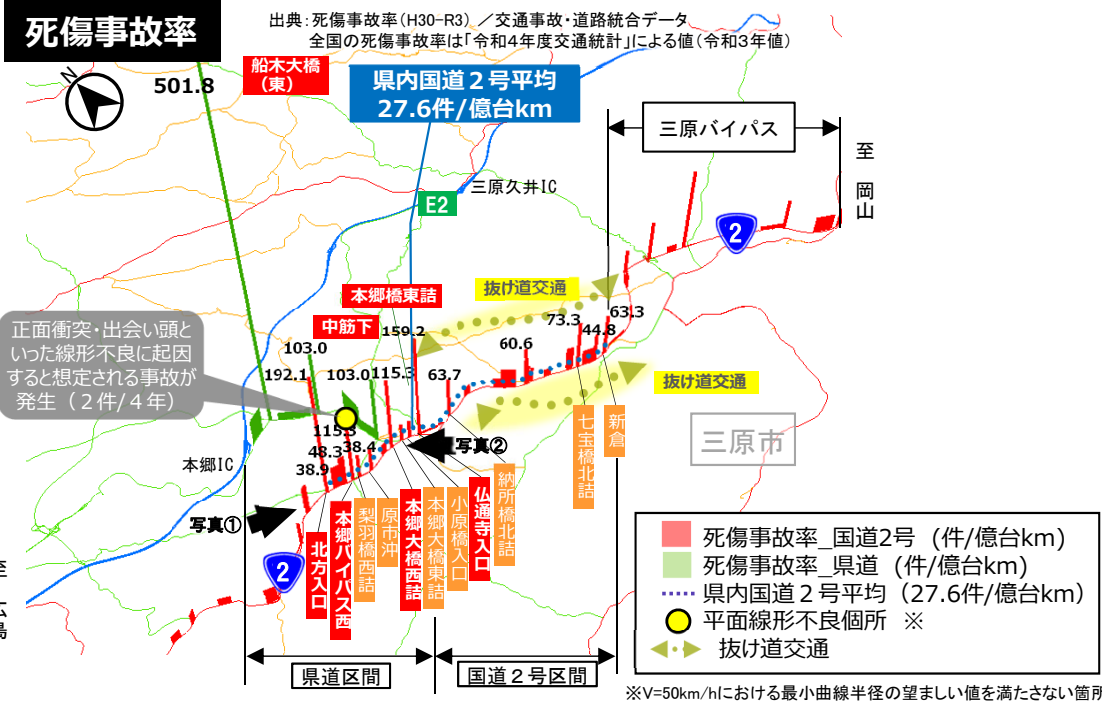 死傷事故率
出典：死傷事故率（H30-R3）／交通事故・道路統合データ
全国の死傷事故率は「令和4年度交通統計」による値（令和3年値）
N
501.8
船木大橋
（東）
県内国道２号平均
27.6件/億台km
三原バイパス
至 岡山
三原久井IC
E2
2
抜け道交通
本郷橋東詰
中筋下
159.2
正面衝突・出会い頭と
いった線形不良に起因
すると想定される事故が
発生（２件/４年）
103.0
192.1
103.0
115.3
63.7
60.6
73.3
44.8
63.3
抜け道交通
115.3
48.3
38.4
38.9
本郷IC
写真②
写真①
三原市
新倉
七宝橋北詰
納所橋北詰
仏通寺入口
小原橋入口
本郷大橋東詰
本郷大橋西詰
原市沖
梨羽橋西詰
本郷バイパス西
北方入口
2
至 広島
県道区間
国道２号区間
死傷事故率_国道2号 (件/億台km)
死傷事故率_県道 (件/億台km)
県内国道２号平均（27.6件/億台km）
平面線形不良個所 ※
抜け道交通
※V=50km/hにおける最小曲線半径の望ましい値を満たさない箇所